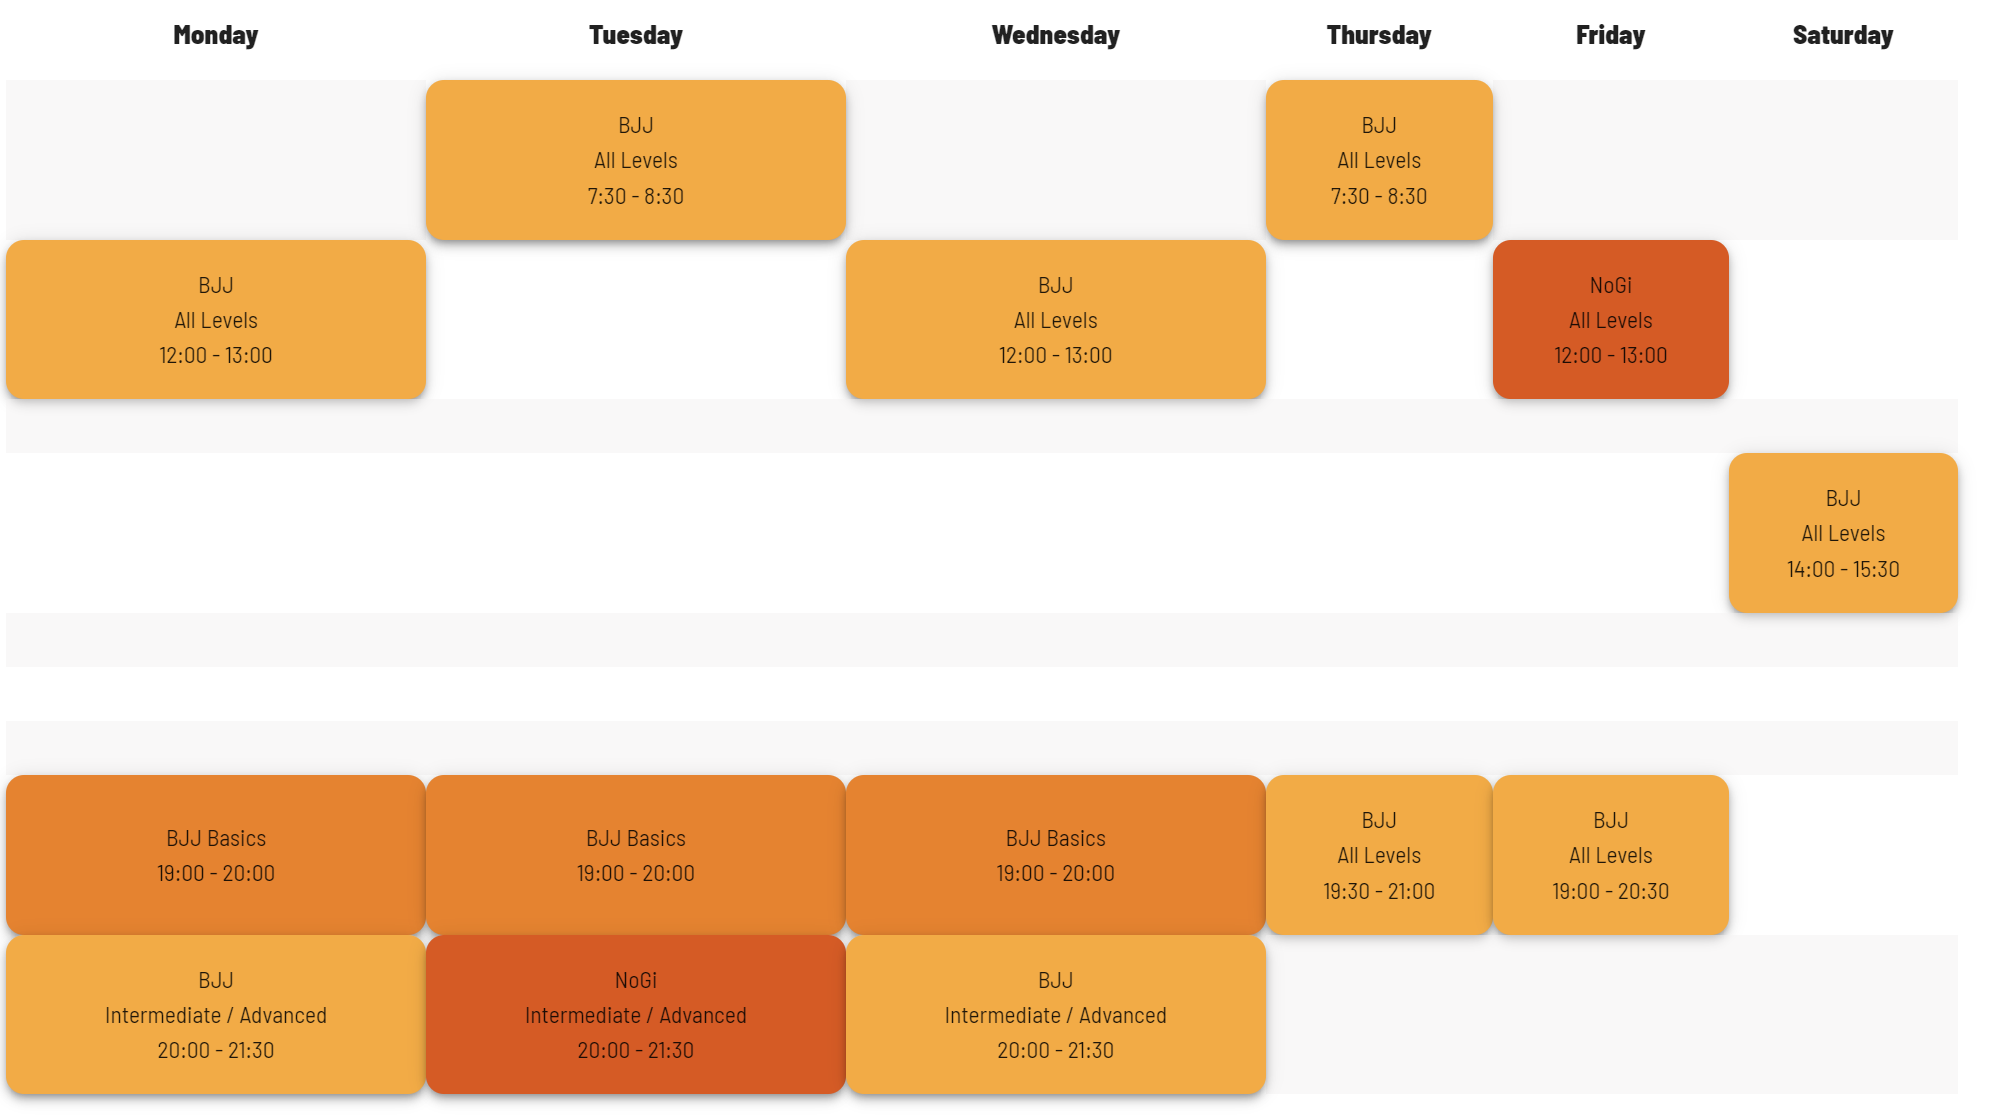 Monday
Tuesday
Wednesday
Thursday
Friday
Saturday
BJJ
All Levels
7:30 - 8:30
BJJ
All Levels
7:30 - 8:30
BJJ
All Levels
12:00 - 13:00
BJJ
All Levels
12:00 - 13:00
NoGi
All Levels
12:00 - 13:00
BJJ
All Levels
14:00 - 15:30
BJJ Basics
19:00 - 20:00
BJJ Basics
19:00 - 20:00
BJJ Basics
19:00 - 20:00
BJJ
All Levels
19:30 - 21:00
BJJ
All Levels
19:00 - 20:30
BJJ
Intermediate / Advanced
20:00 - 21:30
NoGi
Intermediate / Advanced
20:00 - 21:30
BJJ
Intermediate / Advanced
20:00 - 21:30